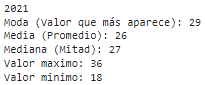 2021
Moda (Valor que más aparece): 29
Media (Promedio): 26
Mediana (Mitad): 27
Valor maximo: 36
Valor minimo: 18